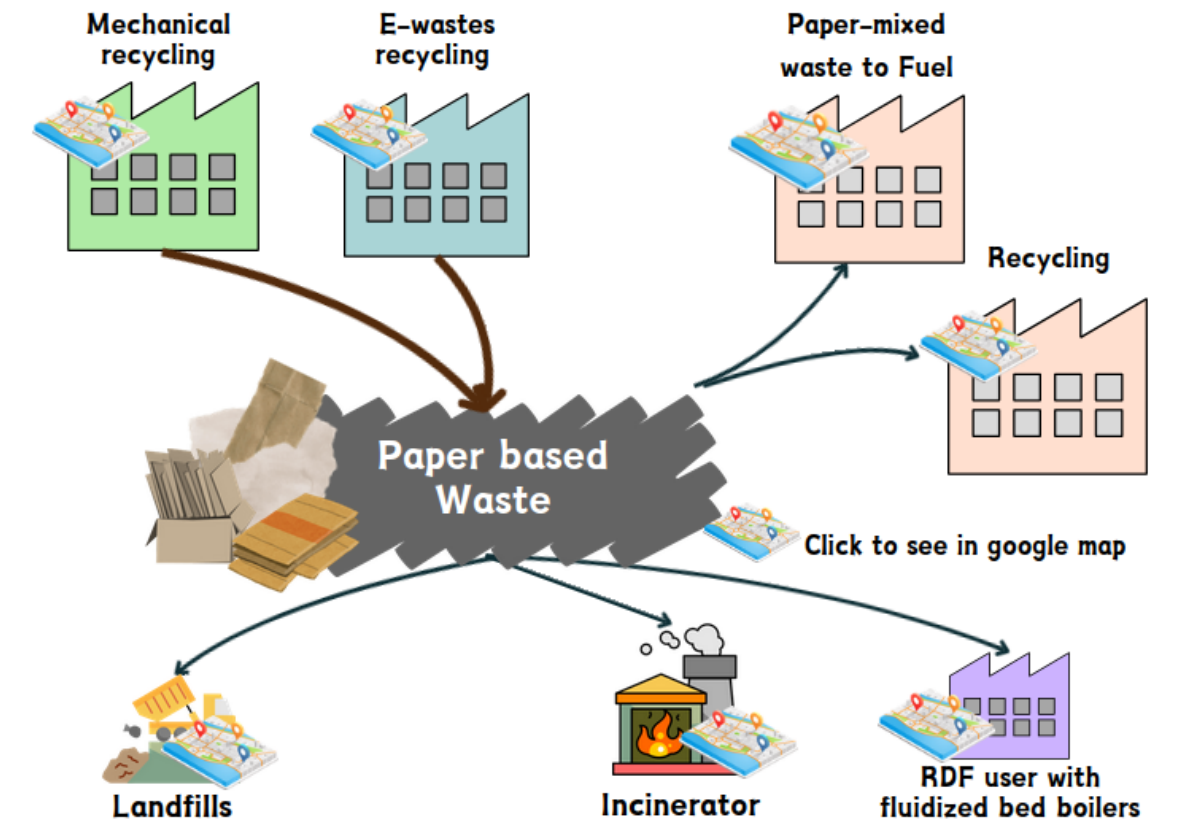 Mechanical
recycling
E-wastes
recycling
Paper-mixed
waste to Fuel
Recycling
Paper based
Waste
Click to see in google map
Landfills
Incinerator
RDF user with
fluidized bed boilers